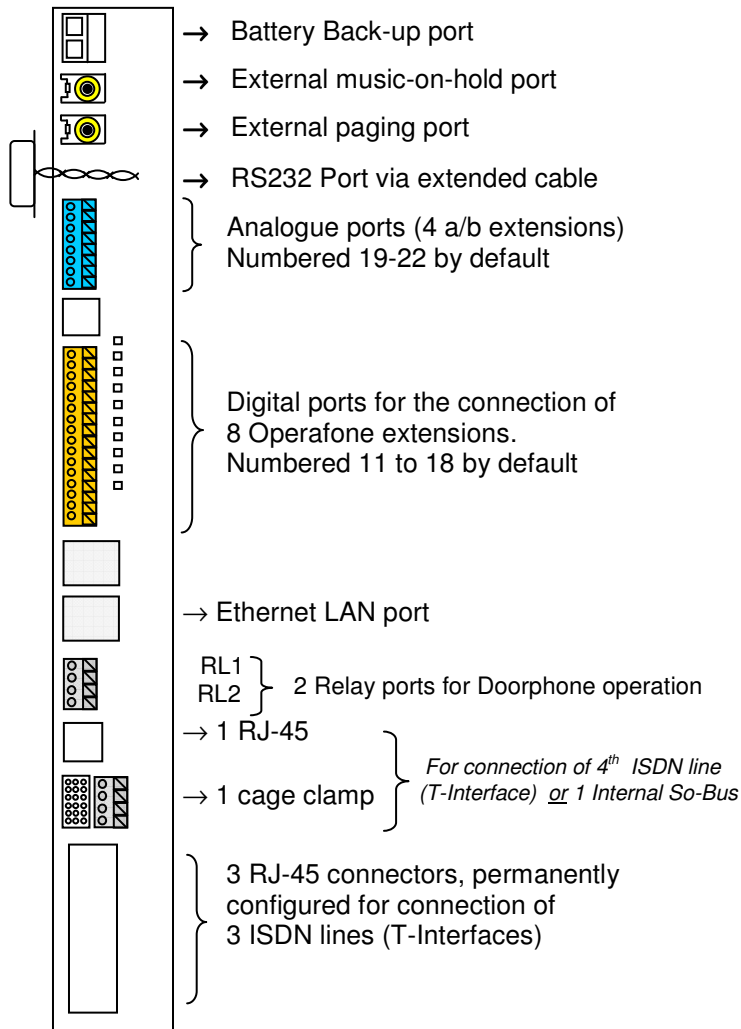 → Battery Back-up port
→ External music-on-hold port
→ External paging port
→ RS232 Port via extended cable
Analogue ports (4 a/b extensions)
Numbered 19-22 by default
Digital ports for the connection of
8 Operafone extensions.
Numbered 11 to 18 by default
→ Ethernet LAN port
RL1
RL2
2 Relay ports for Doorphone operation
→ 1 RJ-45
→ 1 cage clamp
For connection of 4th ISDN line
(T-Interface) or 1 Internal So-Bus
3 RJ-45 connectors, permanently
configured for connection of
3 ISDN lines (T-Interfaces)